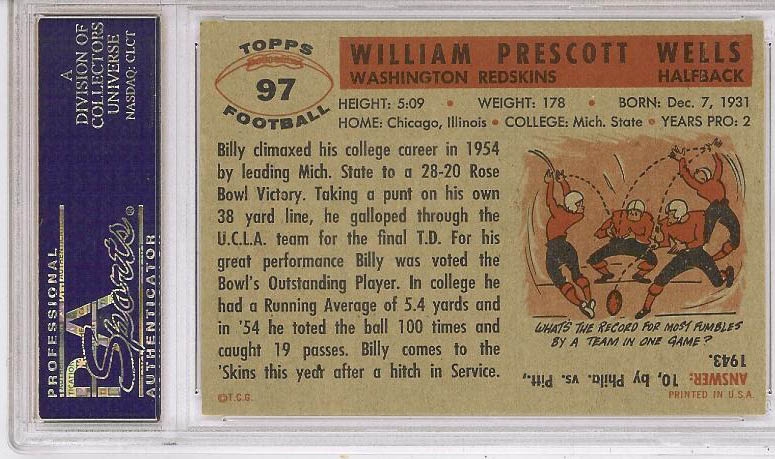 A
DIVISION OF
COLLECTORS
UNIVERSE
NASDAQ: CLCT
PROFESSIONAL
Sports
AUTHENTICATOR
TOPPS
97
FOOTBALL
WILLIAM PRESCOTT WELLS
WASHINGTON REDSKINS HALFBACK
HEIGHT: 5:09 • WEIGHT: 178 • BORN: Dec. 7, 1931
HOME: Chicago, Illinois • COLLEGE: Mich. State • YEARS PRO: 2
Billy climaxed his college career in 1954
by leading Mich. State to a 28-20 Rose
Bowl Victory. Taking a punt on his own
38 yard line, he galloped through the
U.C.L.A. team for the final T.D. For his
great performance Billy was voted the
Bowl's Outstanding Player. In college he
had a Running Average of 5.4 yards and
in '54 he toted the ball 100 times and
caught 19 passes. Billy comes to the
'Skins this year after a hitch in Service.
©T.C.G.
WHAT'S THE RECORD FOR MOST FUMBLES
BY A TEAM IN ONE GAME?
ANSWER: 10, by Phila. vs. Pitt.,
1943.
PRINTED IN U.S.A.